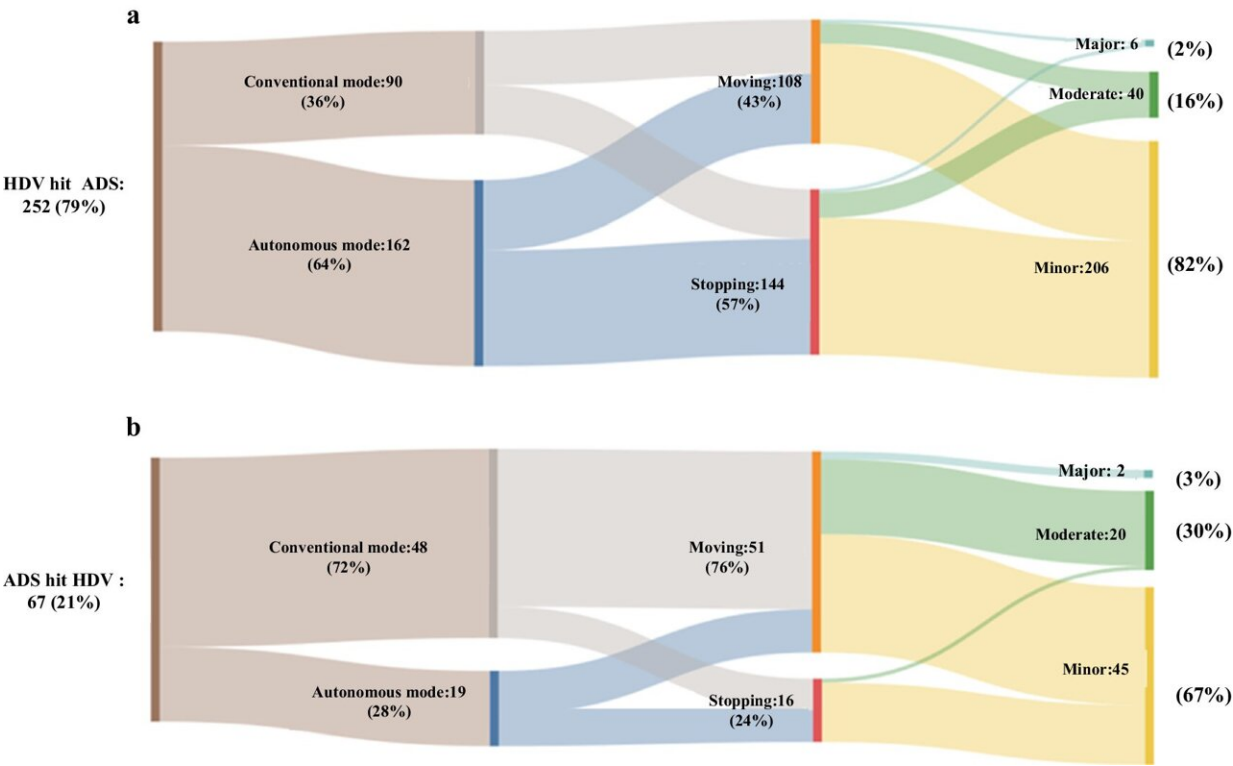 a
HDV hit ADS:
252 (79%)
Conventional mode:90
(36%)
Autonomous mode:162
(64%)
Moving:108
(43%)
Stopping:144
(57%)
Major: 6
(2%)
Moderate: 40
(16%)
Minor:206
(82%)
b
ADS hit HDV :
67 (21%)
Conventional mode:48
(72%)
Autonomous mode:19
(28%)
Moving:51
(76%)
Stopping:16
(24%)
Major: 2
(3%)
Moderate:20
(30%)
Minor:45
(67%)